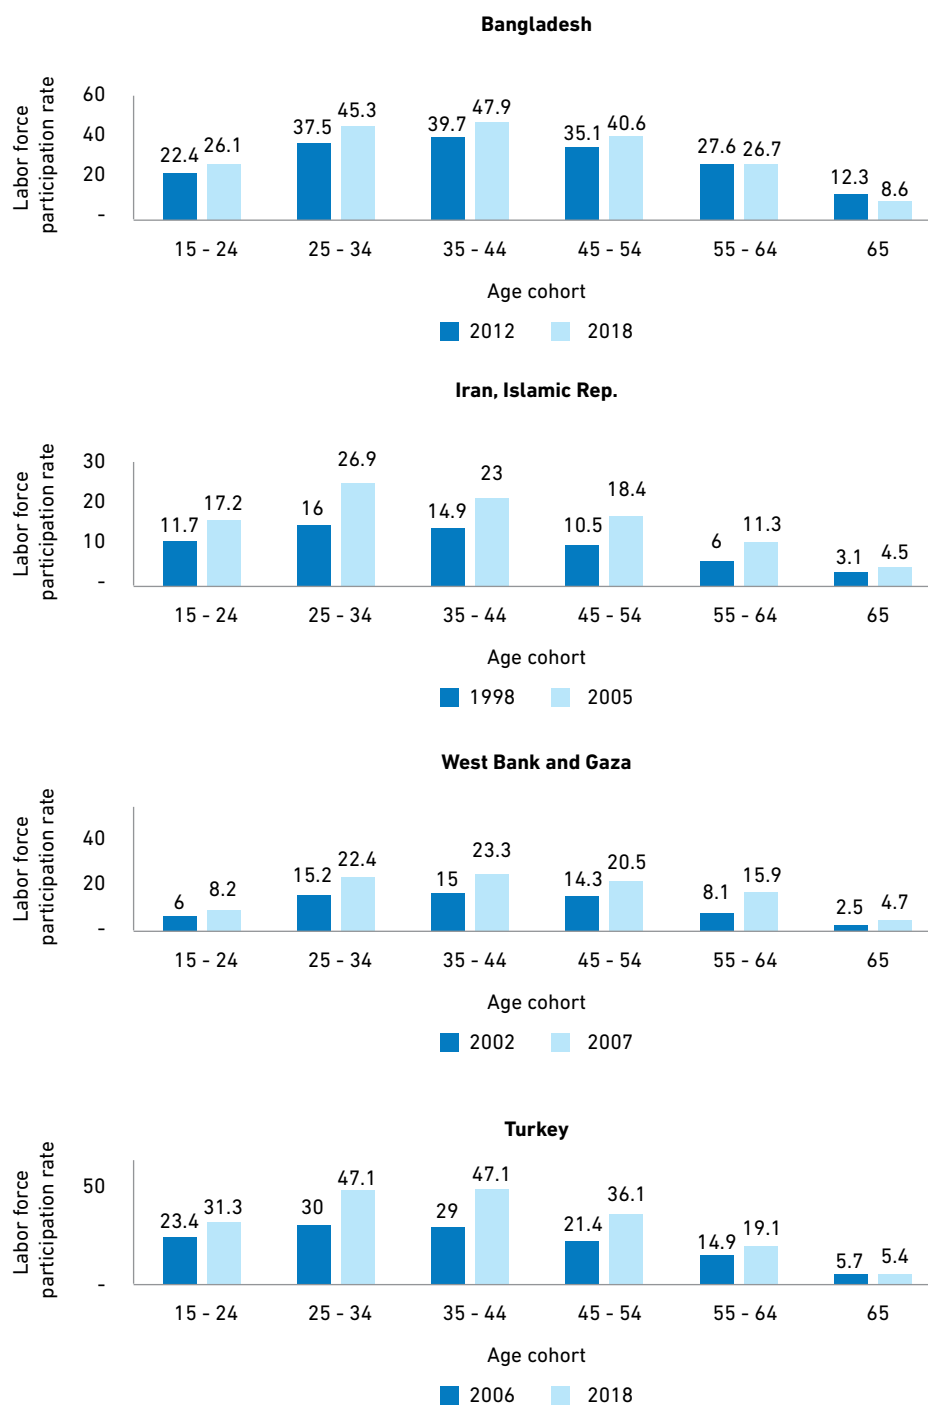 Bangladesh
Labor force
participation rate
60
40
20
-
22.4 26.1 37.5 45.3 39.7 47.9 35.1 40.6 27.6 26.7 12.3 8.6
15 - 24 25 - 34 35 - 44 45 - 54 55 - 64 65
Age cohort
2012 2018
Iran, Islamic Rep.
Labor force
participation rate
30
20
10
-
11.7 17.2 16 26.9 14.9 23 10.5 18.4 6 11.3 3.1 4.5
15 - 24 25 - 34 35 - 44 45 - 54 55 - 64 65
Age cohort
1998 2005
West Bank and Gaza
Labor force
participation rate
40
20
-
6 8.2 15.2 22.4 15 23.3 14.3 20.5 8.1 15.9 2.5 4.7
15 - 24 25 - 34 35 - 44 45 - 54 55 - 64 65
Age cohort
2002 2007
Turkey
Labor force
participation rate
50
-
23.4 31.3 30 47.1 29 47.1 21.4 36.1 14.9 19.1 5.7 5.4
15 - 24 25 - 34 35 - 44 45 - 54 55 - 64 65
Age cohort
2006 2018